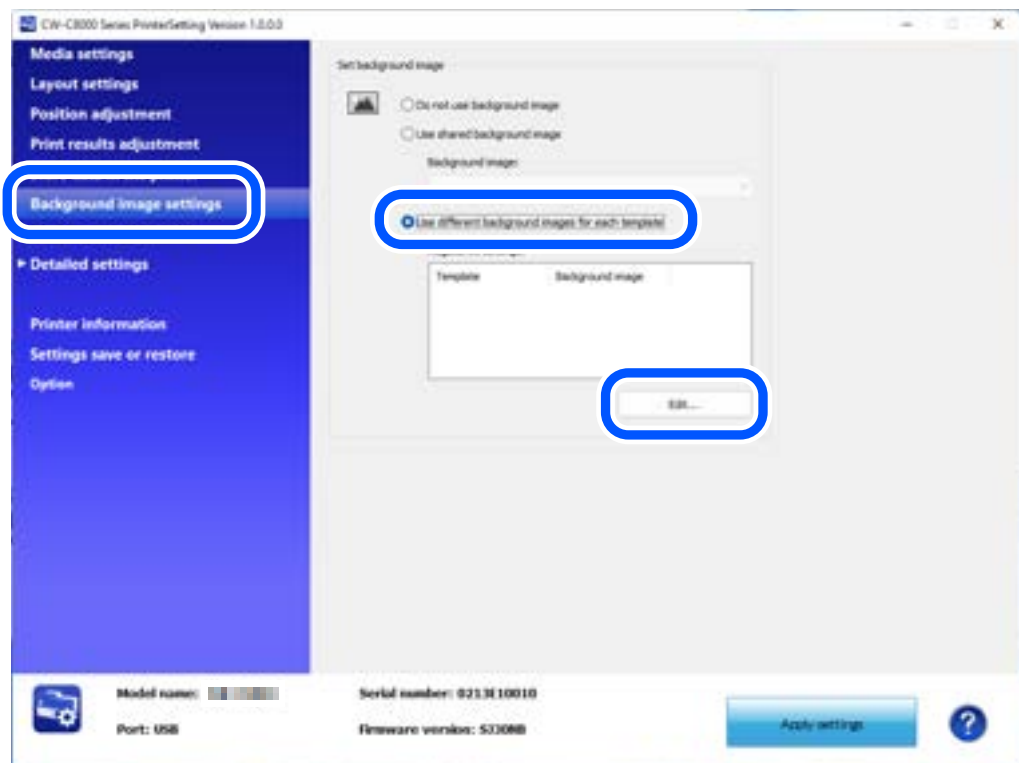 CW-C8000 Series PrinterSetting Version 1.0.0.0
Media settings
Layout settings
Position adjustment
Print results adjustment
Background image settings
Detailed settings
Printer information
Settings save or restore
Option
Set background image
Do not use background image
Use shared background image
Background image:
Use different background images for each template
Template Background image
Edit...
Model name:
Serial number: 0213E10010
Port: USB
Firmware version:
Apply settings
?